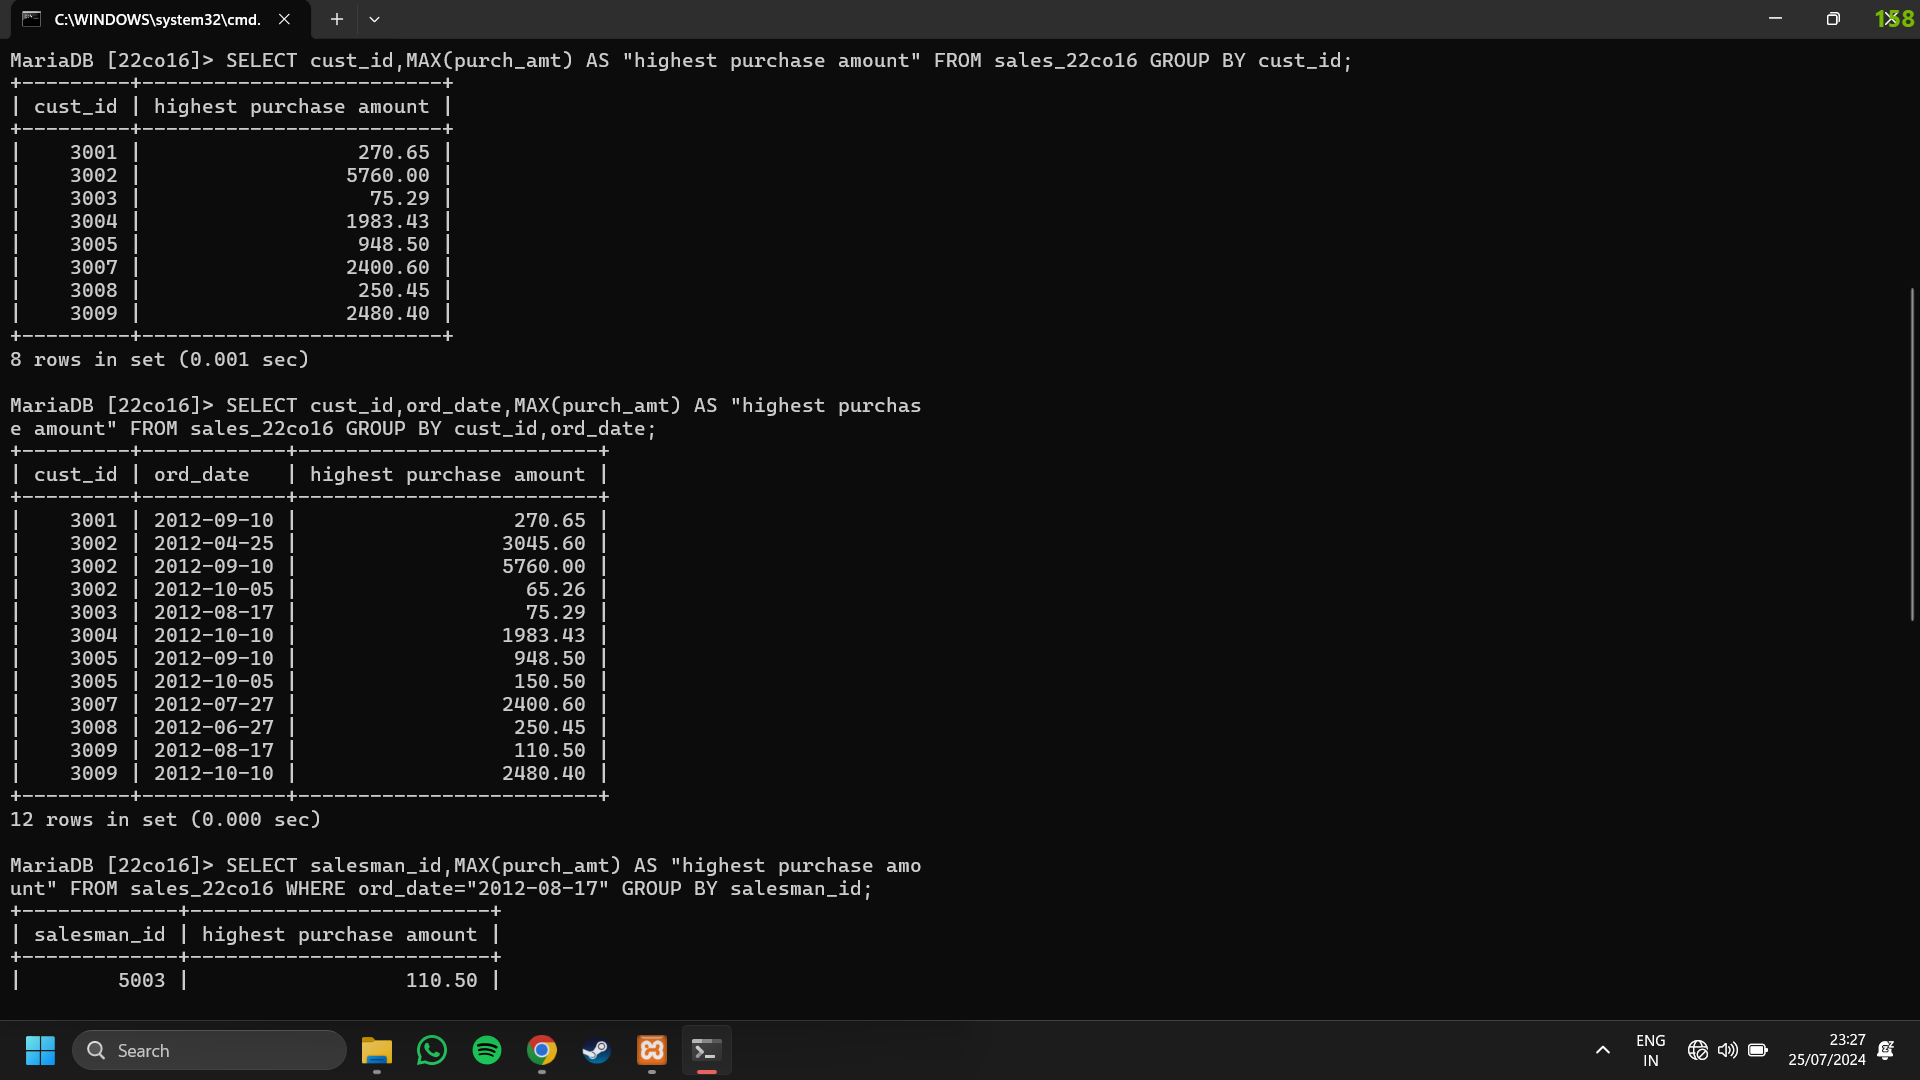 C:\WINDOWS\system32\cmd.
158
MariaDB [22co16]> SELECT cust_id,MAX(purch_amt) AS "highest purchase amount" FROM sales_22co16 GROUP BY cust_id;
+---------+-------------------------+
| cust_id | highest purchase amount |
+---------+-------------------------+
|    3001 |                  270.65 |
|    3002 |                 5760.00 |
|    3003 |                   75.29 |
|    3004 |                 1983.43 |
|    3005 |                  948.50 |
|    3007 |                 2400.60 |
|    3008 |                  250.45 |
|    3009 |                 2480.40 |
+---------+-------------------------+
8 rows in set (0.001 sec)
MariaDB [22co16]> SELECT cust_id,ord_date,MAX(purch_amt) AS "highest purchas
e amount" FROM sales_22co16 GROUP BY cust_id,ord_date;
+---------+------------+-------------------------+
| cust_id | ord_date   | highest purchase amount |
+---------+------------+-------------------------+
|    3001 | 2012-09-10 |                  270.65 |
|    3002 | 2012-04-25 |                 3045.60 |
|    3002 | 2012-09-10 |                 5760.00 |
|    3002 | 2012-10-05 |                   65.26 |
|    3003 | 2012-08-17 |                   75.29 |
|    3004 | 2012-10-10 |                 1983.43 |
|    3005 | 2012-09-10 |                  948.50 |
|    3005 | 2012-10-05 |                  150.50 |
|    3007 | 2012-07-27 |                 2400.60 |
|    3008 | 2012-06-27 |                  250.45 |
|    3009 | 2012-08-17 |                  110.50 |
|    3009 | 2012-10-10 |                 2480.40 |
+---------+------------+-------------------------+
12 rows in set (0.000 sec)
MariaDB [22co16]> SELECT salesman_id,MAX(purch_amt) AS "highest purchase amo
unt" FROM sales_22co16 WHERE ord_date="2012-08-17" GROUP BY salesman_id;
+-------------+-------------------------+
| salesman_id | highest purchase amount |
+-------------+-------------------------+
|        5003 |                  110.50 |
Search
ENG
IN
23:27
25/07/2024